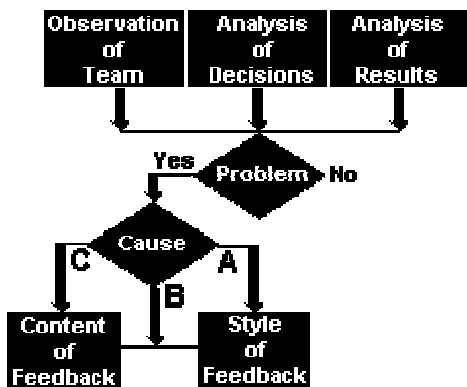 Observation
of
Team
Analysis
of
Decisions
Analysis
of
Results
Yes
Problem
No
Cause
C
B
A
Content
of
Feedback
Style
of
Feedback